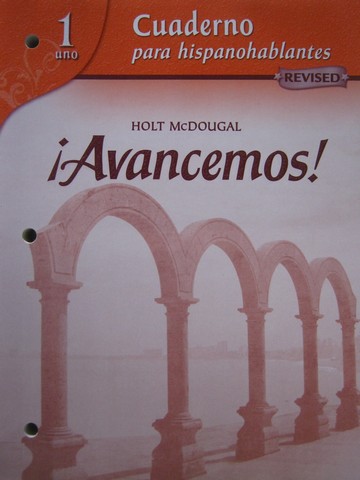 1
uno
Cuaderno
para hispanohablantes
REVISED
HOLT McDOUGAL
¡Avancemos!